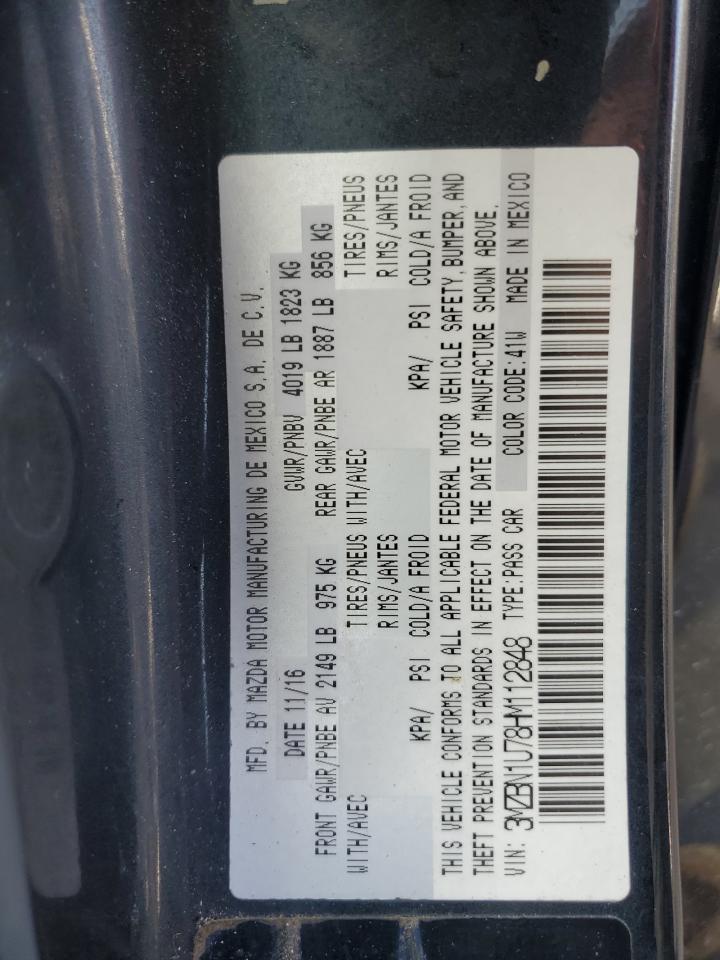 MFD. BY MAZDA MOTOR MANUFACTURING DE MEXICO S.A. DE C.V.
DATE 11/16 GVWR/PNBV 4019 LB 1823 KG
FRONT GAWR/PNBE AV 2149 LB 975 KG REAR GAWR/PNBE AR 1887 LB 856 KG
WITH/AVEC TIRES/PNEUS WITH/AVEC TIRES/PNEUS
RIMS/JANTES RIMS/JANTES
KPA/ PSI COLD/A FROID KPA/ PSI COLD/A FROID
THIS VEHICLE CONFORMS TO ALL APPLICABLE FEDERAL MOTOR VEHICLE SAFETY, BUMPER, AND
THEFT PREVENTION STANDARDS IN EFFECT ON THE DATE OF MANUFACTURE SHOWN ABOVE.
VIN: 3MZBN1U78HM112848 TYPE:PASS CAR COLOR CODE:41W MADE IN MEXICO